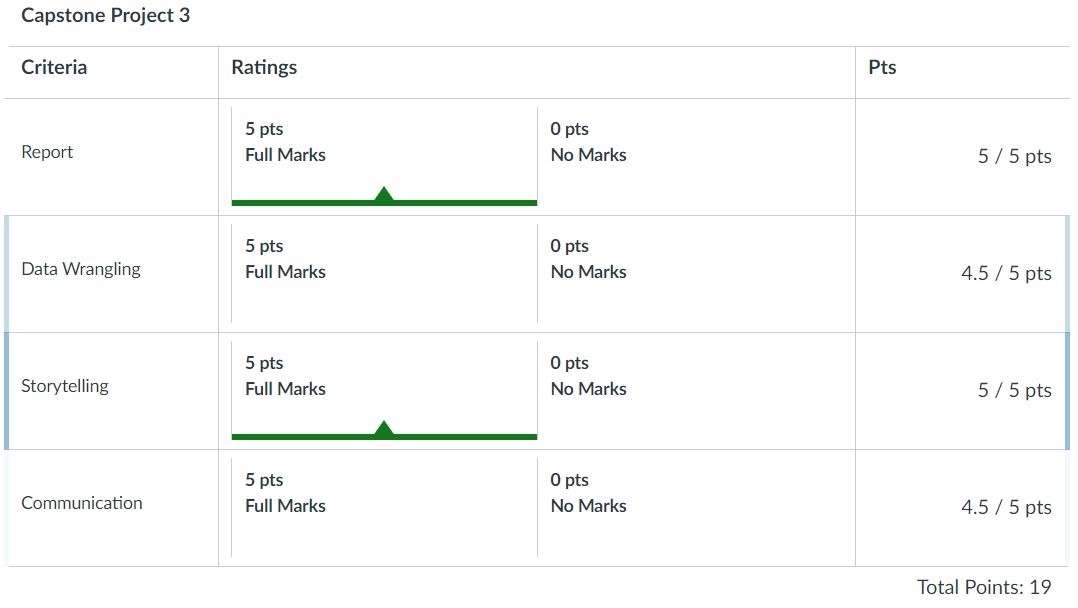 Capstone Project 3
Criteria Ratings Pts
Report
5 pts
Full Marks
0 pts
No Marks
5 / 5 pts
Data Wrangling
5 pts
Full Marks
0 pts
No Marks
4.5 / 5 pts
Storytelling
5 pts
Full Marks
0 pts
No Marks
5 / 5 pts
Communication
5 pts
Full Marks
0 pts
No Marks
4.5 / 5 pts
Total Points: 19